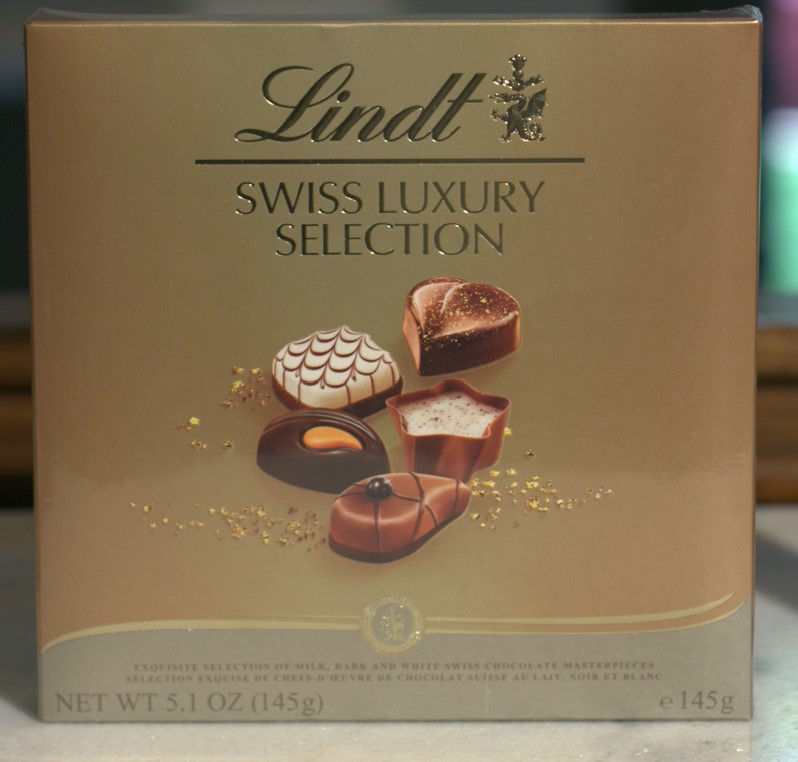 Lindt
SWISS LUXURY
SELECTION
EXQUISITE SELECTION OF MILK, DARK AND WHITE SWISS CHOCOLATE MASTERPIECES
SÉLECTION EXQUISE DE CHEFS-D'ŒUVRE DE CHOCOLAT SUISSE AU LAIT, NOIR ET BLANC
NET WT 5.1 OZ (145g)
e 145g